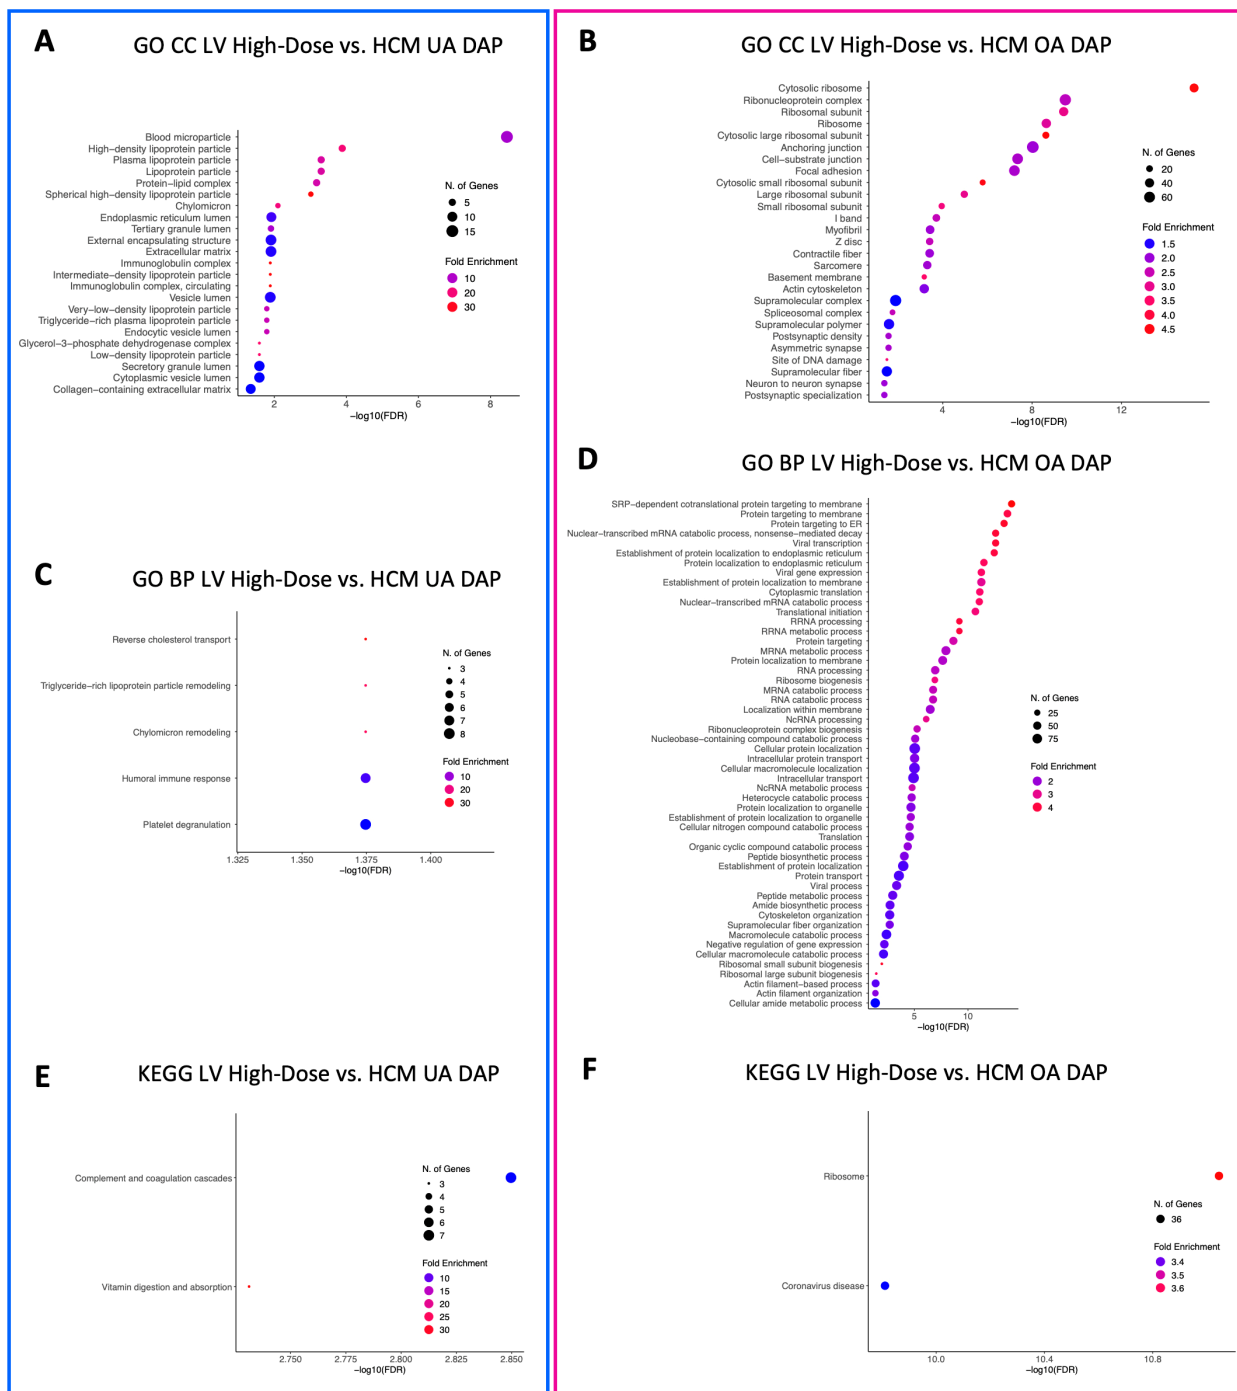 A
GO CC LV High-Dose vs. HCM UA DAP
Blood microparticle
High−density lipoprotein particle
Plasma lipoprotein particle
Lipoprotein particle
Protein−lipid complex
Spherical high−density lipoprotein particle
Chylomicron
Endoplasmic reticulum lumen
Tertiary granule lumen
External encapsulating structure
Extracellular matrix
Immunoglobulin complex
Intermediate−density lipoprotein particle
Immunoglobulin complex, circulating
Vesicle lumen
Very−low−density lipoprotein particle
Triglyceride−rich plasma lipoprotein particle
Endocytic vesicle lumen
Glycerol−3−phosphate dehydrogenase complex
Low−density lipoprotein particle
Secretory granule lumen
Cytoplasmic vesicle lumen
Collagen−containing extracellular matrix
2 4 6 8
−log10(FDR)
N. of Genes
5
10
15
Fold Enrichment
10
20
30
B
GO CC LV High-Dose vs. HCM OA DAP
Cytosolic ribosome
Ribonucleoprotein complex
Ribosomal subunit
Ribosome
Cytosolic large ribosomal subunit
Anchoring junction
Cell−substrate junction
Focal adhesion
Cytosolic small ribosomal subunit
Large ribosomal subunit
Small ribosomal subunit
I band
Myofibril
Z disc
Contractile fiber
Sarcomere
Basement membrane
Actin cytoskeleton
Supramolecular complex
Spliceosomal complex
Supramolecular polymer
Postsynaptic density
Asymmetric synapse
Site of DNA damage
Supramolecular fiber
Neuron to neuron synapse
Postsynaptic specialization
4 8 12
−log10(FDR)
N. of Genes
20
40
60
Fold Enrichment
1.5
2.0
2.5
3.0
3.5
4.0
4.5
C
GO BP LV High-Dose vs. HCM UA DAP
Reverse cholesterol transport
Triglyceride−rich lipoprotein particle remodeling
Chylomicron remodeling
Humoral immune response
Platelet degranulation
1.325 1.350 1.375 1.400
−log10(FDR)
N. of Genes
3
4
5
6
7
8
Fold Enrichment
10
20
30
D
GO BP LV High-Dose vs. HCM OA DAP
SRP−dependent cotranslational protein targeting to membrane
Protein targeting to membrane
Protein targeting to ER
Nuclear−transcribed mRNA catabolic process, nonsense−mediated decay
Viral transcription
Establishment of protein localization to endoplasmic reticulum
Protein localization to endoplasmic reticulum
Viral gene expression
Establishment of protein localization to membrane
Cytoplasmic translation
Nuclear−transcribed mRNA catabolic process
Translational initiation
RRNA processing
RRNA metabolic process
Protein targeting
MRNA metabolic process
Protein localization to membrane
RNA processing
Ribosome biogenesis
MRNA catabolic process
RNA catabolic process
Localization within membrane
NcRNA processing
Ribonucleoprotein complex biogenesis
Nucleobase−containing compound catabolic process
Cellular protein localization
Intracellular protein transport
Cellular macromolecule localization
Intracellular transport
NcRNA metabolic process
Heterocycle catabolic process
Protein localization to organelle
Establishment of protein localization to organelle
Cellular nitrogen compound catabolic process
Translation
Organic cyclic compound catabolic process
Peptide biosynthetic process
Establishment of protein localization
Protein transport
Viral process
Peptide metabolic process
Amide biosynthetic process
Cytoskeleton organization
Supramolecular fiber organization
Macromolecule catabolic process
Negative regulation of gene expression
Cellular macromolecule catabolic process
Ribosomal small subunit biogenesis
Ribosomal large subunit biogenesis
Actin filament−based process
Actin filament organization
Cellular amide metabolic process
5 10
−log10(FDR)
N. of Genes
25
50
75
Fold Enrichment
2
3
4
E
KEGG LV High-Dose vs. HCM UA DAP
Complement and coagulation cascades
Vitamin digestion and absorption
2.750 2.775 2.800 2.825 2.850
−log10(FDR)
N. of Genes
3
4
5
6
7
Fold Enrichment
10
15
20
25
30
F
KEGG LV High-Dose vs. HCM OA DAP
Ribosome
Coronavirus disease
10.0 10.4 10.8
−log10(FDR)
N. of Genes
36
Fold Enrichment
3.4
3.5
3.6